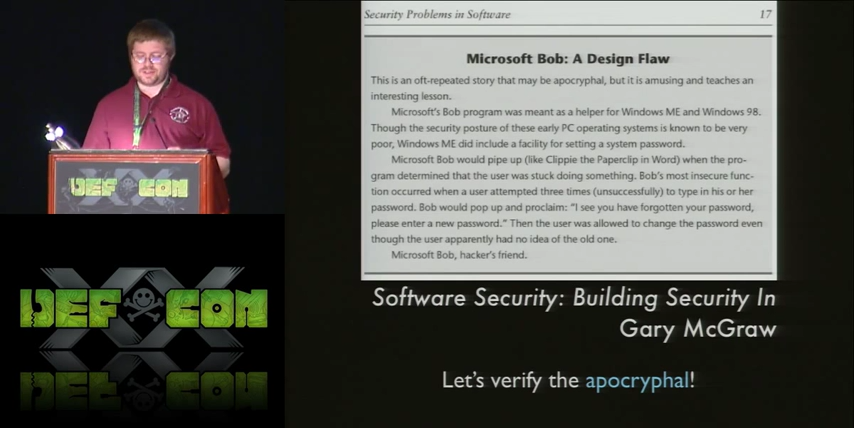 DEF CON
DEF CON
XX
Security Problems in Software 17
Microsoft Bob: A Design Flaw
This is an oft-repeated story that may be apocryphal, but it is amusing and teaches an
interesting lesson.
Microsoft's Bob program was meant as a helper for Windows ME and Windows 98.
Though the security posture of these early PC operating systems is known to be very
poor, Windows ME did include a facility for setting a system password.
Microsoft Bob would pipe up (like Clippie the Paperclip in Word) when the pro-
gram determined that the user was stuck doing something. Bob's most insecure func-
tion occurred when a user attempted three times (unsuccessfully) to type in his or her
password. Bob would pop up and proclaim: "I see you have forgotten your password,
please enter a new password." Then the user was allowed to change the password even
though the user apparently had no idea of the old one.
Microsoft Bob, hacker's friend.
Software Security: Building Security In
Gary McGraw
Let's verify the apocryphal!